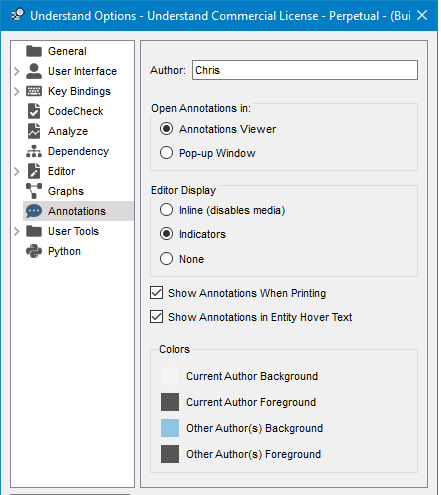 Understand Options - Understand Commercial License - Perpetual - (Bui
General
User Interface
Key Bindings
CodeCheck
Analyze
Dependency
Editor
Graphs
Annotations
User Tools
Python
Author: Chris
Open Annotations in:
Annotations Viewer
Pop-up Window
Editor Display
Inline (disables media)
Indicators
None
Show Annotations When Printing
Show Annotations in Entity Hover Text
Colors
Current Author Background
Current Author Foreground
Other Author(s) Background
Other Author(s) Foreground